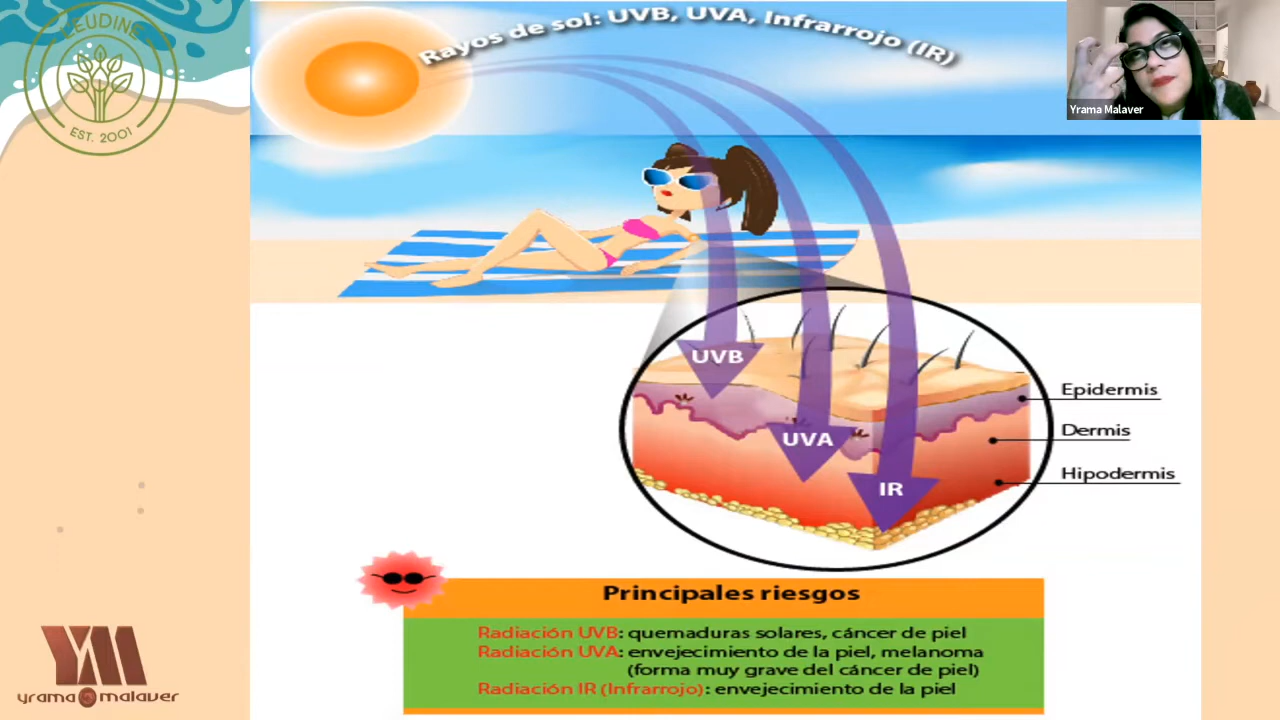 LEUDINE
EST. 2001
Rayos de sol: UVB, UVA, Infrarrojo (IR)
Yrama Malaver
UVB
UVA
IR
Epidermis
Dermis
Hipodermis
Principales riesgos
Radiación UVB: quemaduras solares, cáncer de piel
Radiación UVA: envejecimiento de la piel, melanoma
(forma muy grave del cáncer de piel)
Radiación IR (Infrarrojo): envejecimiento de la piel
YM
yrama malaver